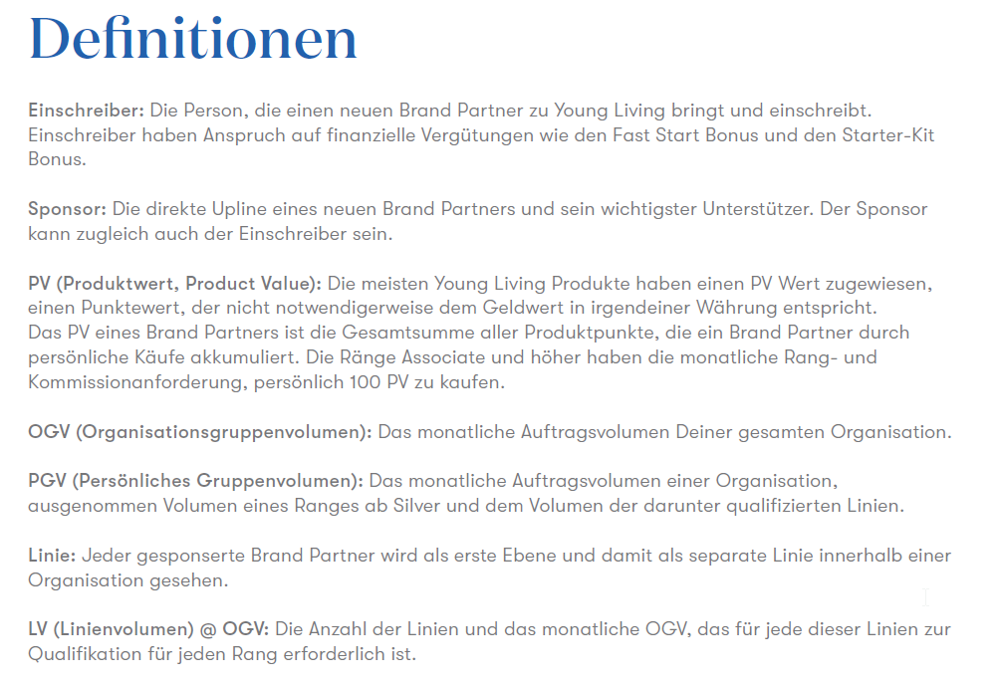 Definitionen
Einschreiber: Die Person, die einen neuen Brand Partner zu Young Living bringt und einschreibt.
Einschreiber haben Anspruch auf finanzielle Vergütungen wie den Fast Start Bonus und den Starter-Kit
Bonus.
Sponsor: Die direkte Upline eines neuen Brand Partners und sein wichtigster Unterstützer. Der Sponsor
kann zugleich auch der Einschreiber sein.
PV (Produktwert, Product Value): Die meisten Young Living Produkte haben einen PV Wert zugewiesen,
einen Punktewert, der nicht notwendigerweise dem Geldwert in irgendeiner Währung entspricht.
Das PV eines Brand Partners ist die Gesamtsumme aller Produktpunkte, die ein Brand Partner durch
persönliche Käufe akkumuliert. Die Ränge Associate und höher haben die monatliche Rang- und
Kommissionanforderung, persönlich 100 PV zu kaufen.
OGV (Organisationsgruppenvolumen): Das monatliche Auftragsvolumen Deiner gesamten Organisation.
PGV (Persönliches Gruppenvolumen): Das monatliche Auftragsvolumen einer Organisation,
ausgenommen Volumen eines Ranges ab Silver und dem Volumen der darunter qualifizierten Linien.
Linie: Jeder gesponserte Brand Partner wird als erste Ebene und damit als separate Linie innerhalb einer
Organisation gesehen.
LV (Linienvolumen) @ OGV: Die Anzahl der Linien und das monatliche OGV, das für jede dieser Linien zur
Qualifikation für jeden Rang erforderlich ist.